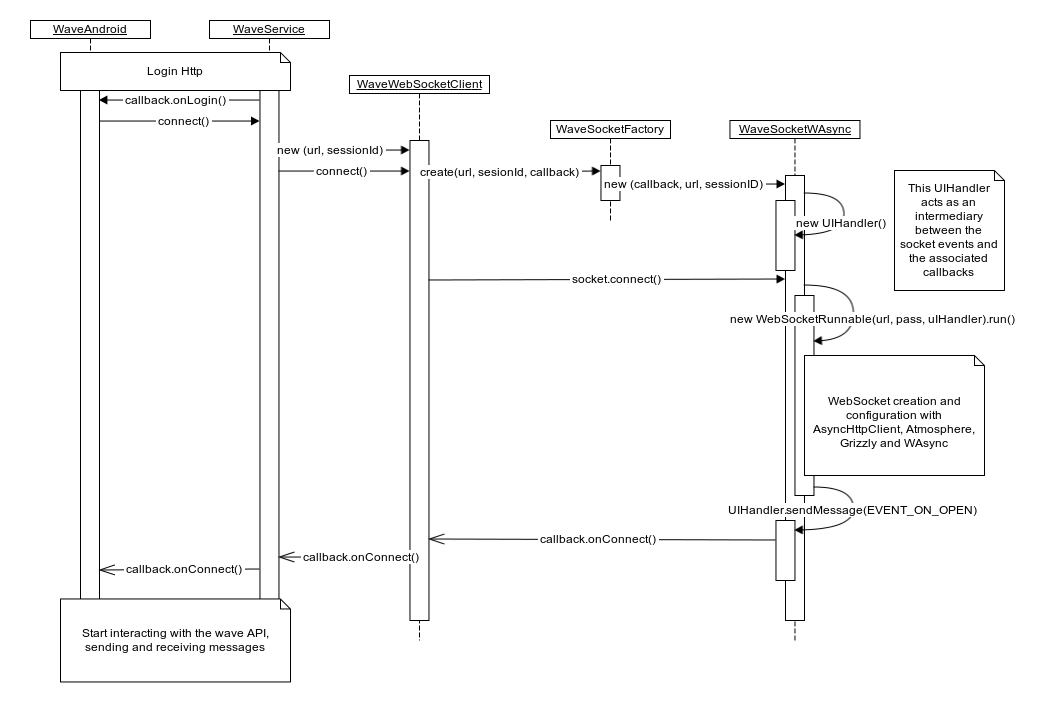 WaveAndroid
WaveService
Login Http
WaveWebSocketClient
callback.onLogin()
connect()
WaveSocketFactory
WaveSocketWAsync
new (url, sessionId)
connect()
create(url, sesionId, callback)
new (callback, url, sessionID)
This UIHandler
acts as an
intermediary
between the
socket events and
the associated
callbacks
new UIHandler()
socket.connect()
new WebSocketRunnable(url, pass, uIHandler).run()
WebSocket creation and
configuration with
AsyncHttpClient, Atmosphere,
Grizzly and WAsync
UIHandler.sendMessage(EVENT_ON_OPEN)
callback.onConnect()
callback.onConnect()
callback.onConnect()
Start interacting with the wave API,
sending and receiving messages